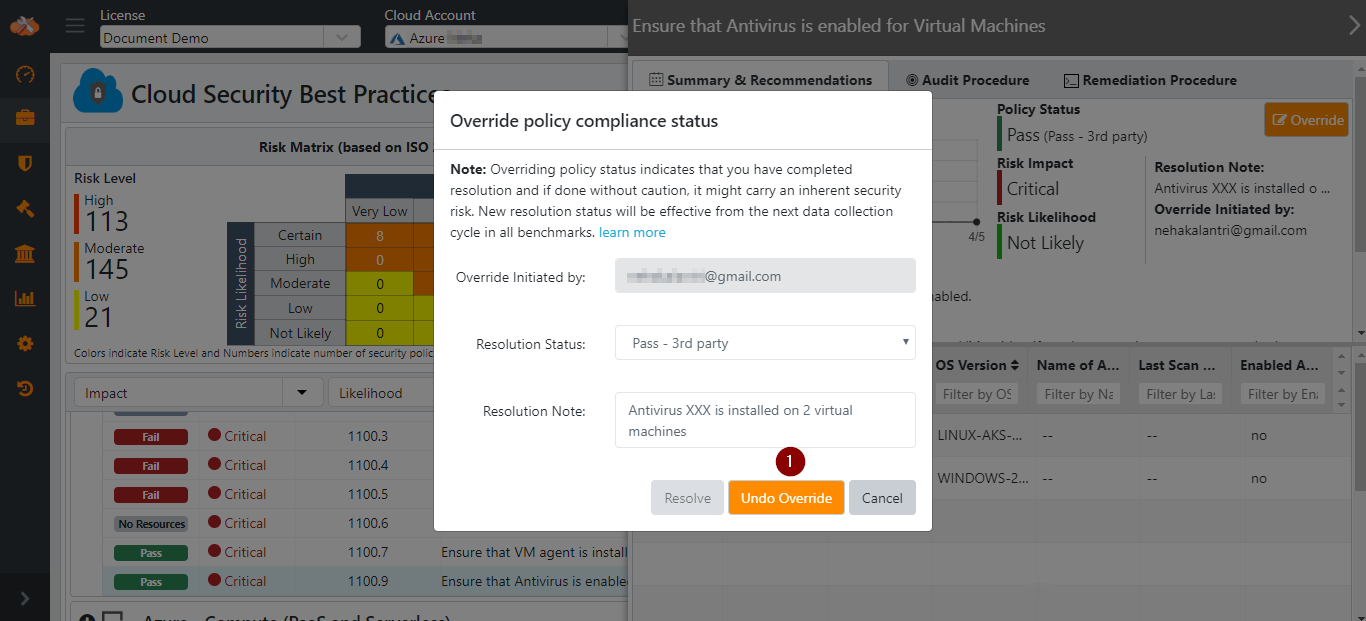 License
Document Demo
Cloud Account
Azure
Ensure that Antivirus is enabled for Virtual Machines
Cloud Security Best Practices
Risk Matrix (based on ISO
Risk Level
High
113
Moderate
145
Low
21
Risk Likelihood
Very Low
Certain 8
High 0
Moderate 0
Low 0
Not Likely 0
Colors indicate Risk Level and Numbers indicate number of security polic
Impact
Likelihood
Fail Critical 1100.3
Fail Critical 1100.4
Fail Critical 1100.5
No Resources Critical 1100.6
Pass Critical 1100.7 Ensure that VM agent is install
Pass Critical 1100.9 Ensure that Antivirus is enable
Azure - Compute (PaaS and Serverless)
Override policy compliance status
Note: Overriding policy status indicates that you have completed
resolution and if done without caution, it might carry an inherent security
risk. New resolution status will be effective from the next data collection
cycle in all benchmarks. learn more
Override Initiated by:
@gmail.com
Resolution Status:
Pass - 3rd party
Resolution Note:
Antivirus XXX is installed on 2 virtual
machines
1
Resolve
Undo Override
Cancel
Summary & Recommendations
Audit Procedure
Remediation Procedure
Policy Status
Pass (Pass - 3rd party)
Override
Risk Impact
Critical
Risk Likelihood
Not Likely
Resolution Note:
Antivirus XXX is installed o ...
Override Initiated by:
nehakalantri@gmail.com
4/5
abled.
OS Version Name of A... Last Scan ... Enabled A...
Filter by OS Filter by Na Filter by La Filter by En
LINUX-AKS-... -- -- no
WINDOWS-2... -- -- no